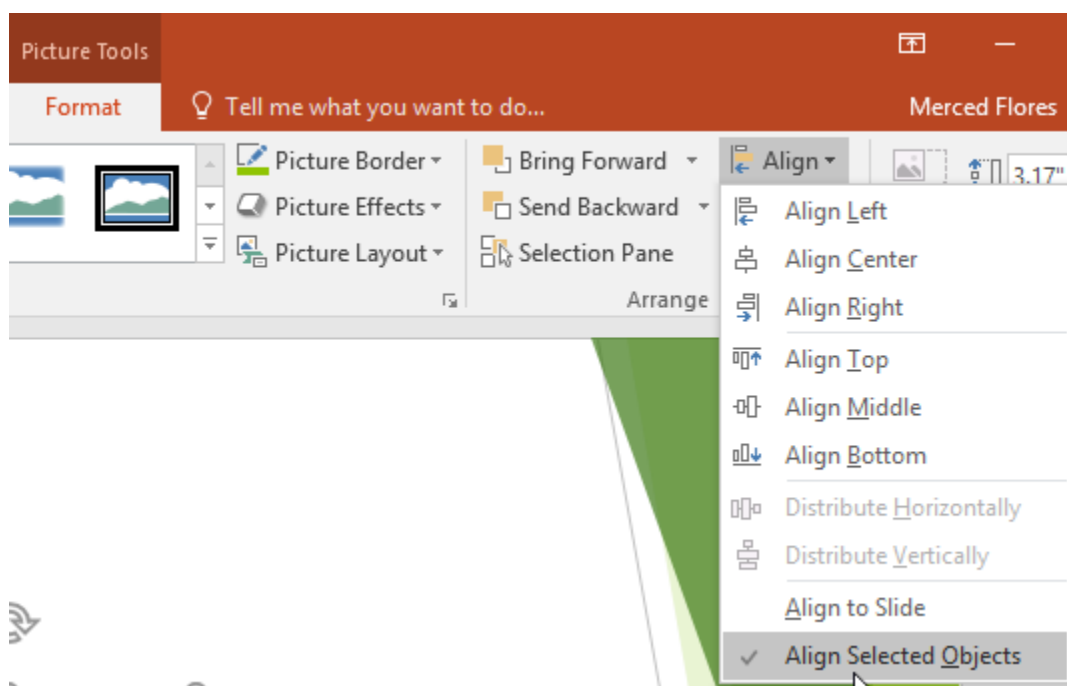 Picture Tools
Format
Tell me what you want to do...
Merced Flores
Picture Border
Picture Effects
Picture Layout
Bring Forward
Send Backward
Selection Pane
Arrange
Align
3.17"
Align Left
Align Center
Align Right
Align Top
Align Middle
Align Bottom
Distribute Horizontally
Distribute Vertically
Align to Slide
Align Selected Objects